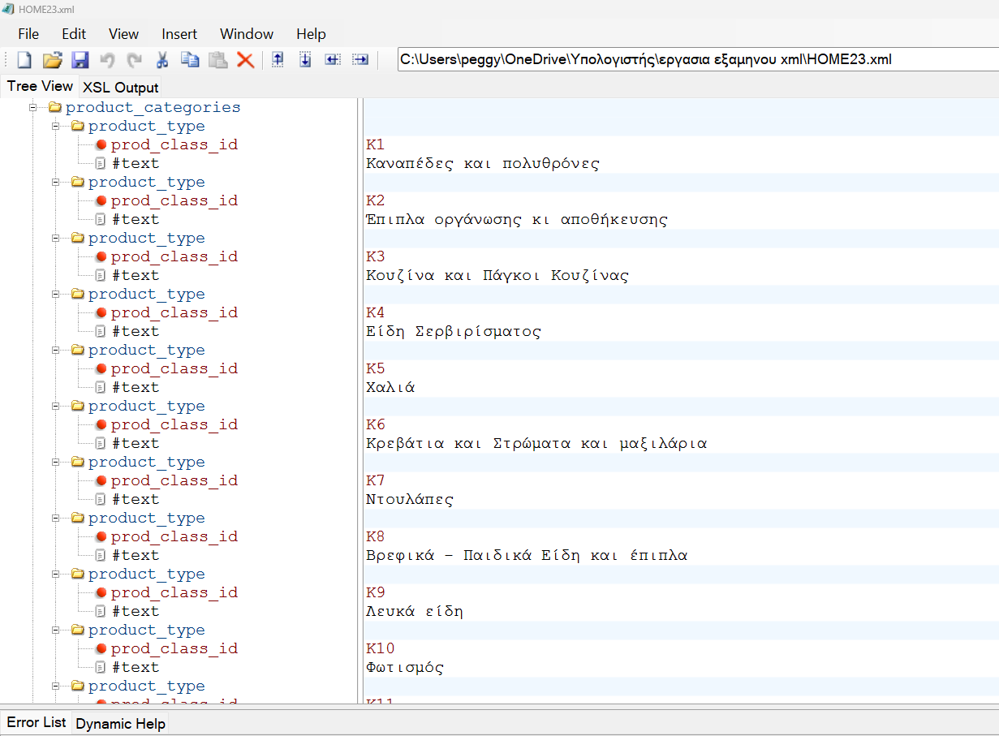 HOME23.xml
File Edit View Insert Window Help
C:\Users\peggy\OneDrive\Υπολογιστής\εργασια εξαμηνου xml\HOME23.xml
Tree View XSL Output
product_categories
product_type
prod_class_id K1
#text Καναπέδες και πολυθρόνες
product_type
prod_class_id K2
#text Έπιπλα οργάνωσης κι αποθήκευσης
product_type
prod_class_id K3
#text Κουζίνα και Πάγκοι Κουζίνας
product_type
prod_class_id K4
#text Είδη Σερβιρίσματος
product_type
prod_class_id K5
#text Χαλιά
product_type
prod_class_id K6
#text Κρεβάτια και Στρώματα και μαξιλάρια
product_type
prod_class_id K7
#text Ντουλάπες
product_type
prod_class_id K8
#text Βρεφικά – Παιδικά Είδη και έπιπλα
product_type
prod_class_id K9
#text Λευκά είδη
product_type
prod_class_id K10
#text Φωτισμός
product_type
prod_class_id K11
Error List Dynamic Help